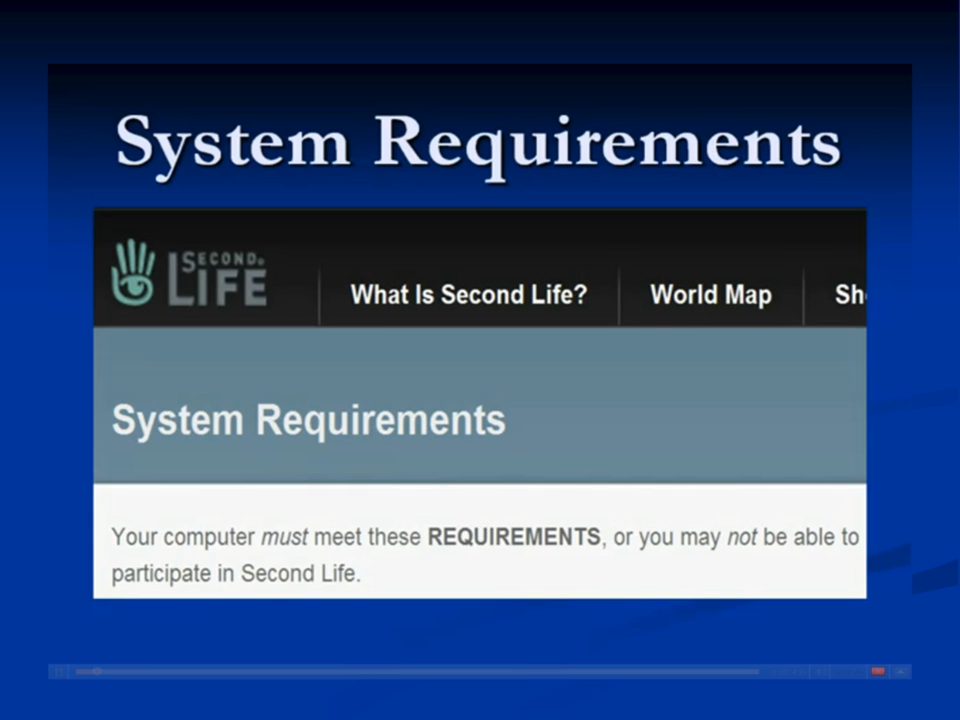 System Requirements
SECOND LIFE
What Is Second Life?
World Map
Sh
System Requirements
Your computer must meet these REQUIREMENTS, or you may not be able to
participate in Second Life.